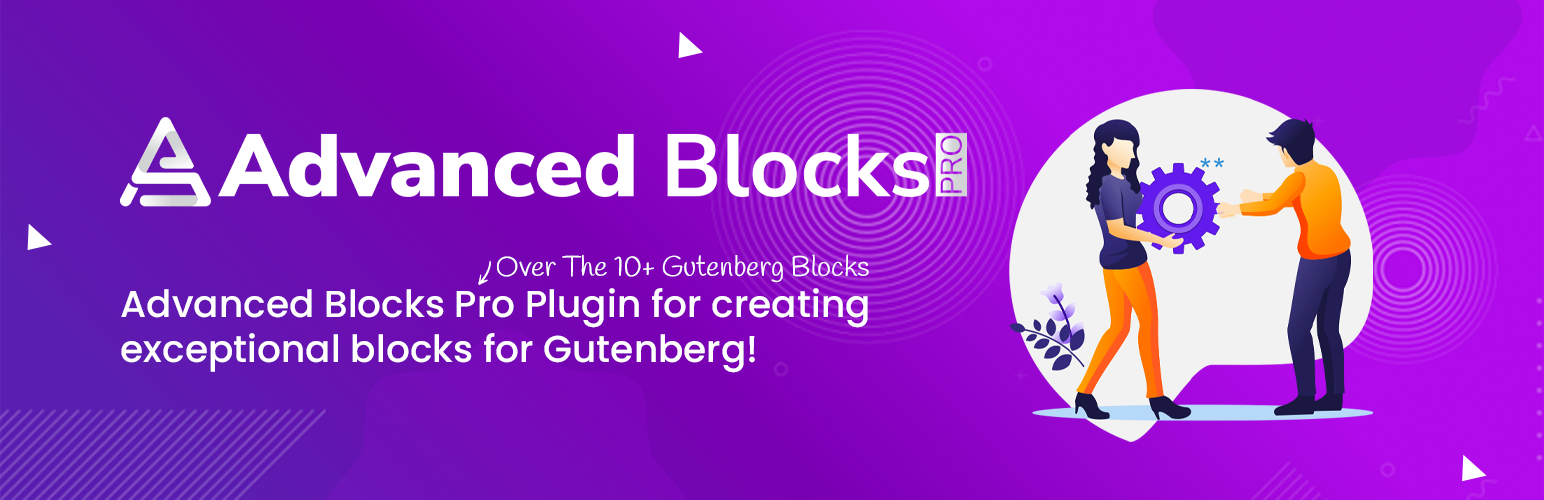 Advanced Blocks PRO
Over The 10+ Gutenberg Blocks
Advanced Blocks Pro Plugin for creating
exceptional blocks for Gutenberg!
**